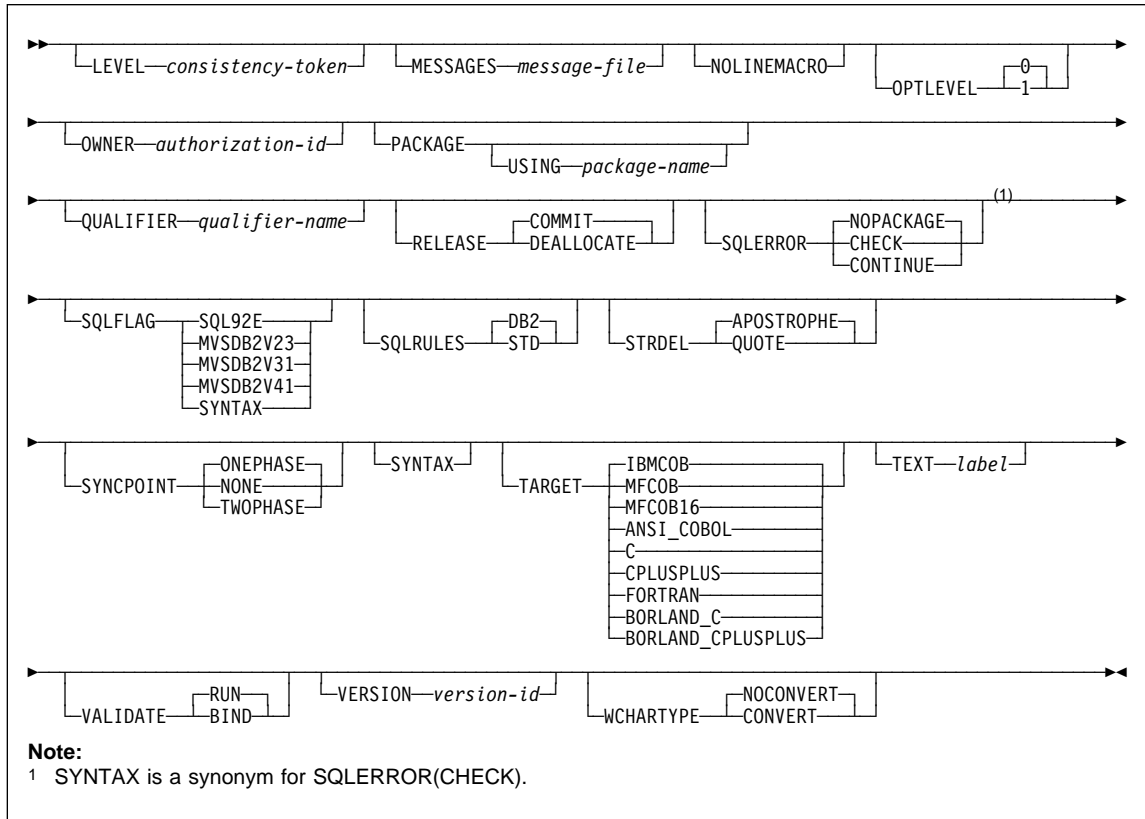 LEVEL consistency-token MESSAGES message-file NOLINEMACRO 0
OPTLEVEL 1
OWNER authorization-id PACKAGE
USING package-name
(1)
QUALIFIER qualifier-name COMMIT NOPACKAGE
RELEASE DEALLOCATE SQLERROR CHECK
CONTINUE
SQLFLAG SQL92E DB2 APOSTROPHE
MVSDB2V23 SQLRULES STD STRDEL QUOTE
MVSDB2V31
MVSDB2V41
SYNTAX
ONEPHASE SYNTAX IBMCOB TEXT label
SYNCPOINT NONE TARGET MFCOB
TWOPHASE MFCOB16
ANSI_COBOL
C
CPLUSPLUS
FORTRAN
BORLAND_C
BORLAND_CPLUSPLUS
RUN VERSION version-id NOCONVERT
VALIDATE BIND WCHARTYPE CONVERT
Note:
1 SYNTAX is a synonym for SQLERROR(CHECK).